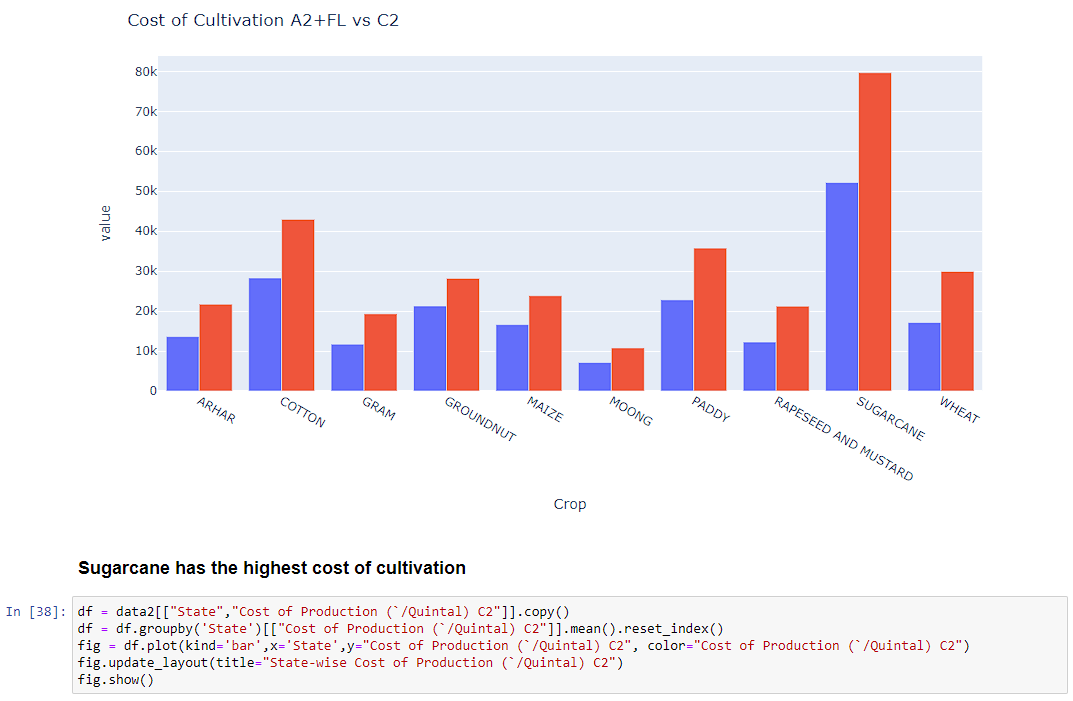 Cost of Cultivation A2+FL vs C2
80k
70k
60k
50k
40k
30k
20k
10k
0
value
ARHAR
COTTON
GRAM
GROUNDNUT
MAIZE
MOONG
PADDY
RAPESEED AND MUSTARD
SUGARCANE
WHEAT
Crop
Sugarcane has the highest cost of cultivation
In [38]: df = data2[["State","Cost of Production (`/Quintal) C2"]].copy()
df = df.groupby('State')[["Cost of Production (`/Quintal) C2"]].mean().reset_index()
fig = df.plot(kind='bar',x='State',y="Cost of Production (`/Quintal) C2", color="Cost of Production (`/Quintal) C2")
fig.update_layout(title="State-wise Cost of Production (`/Quintal) C2")
fig.show()